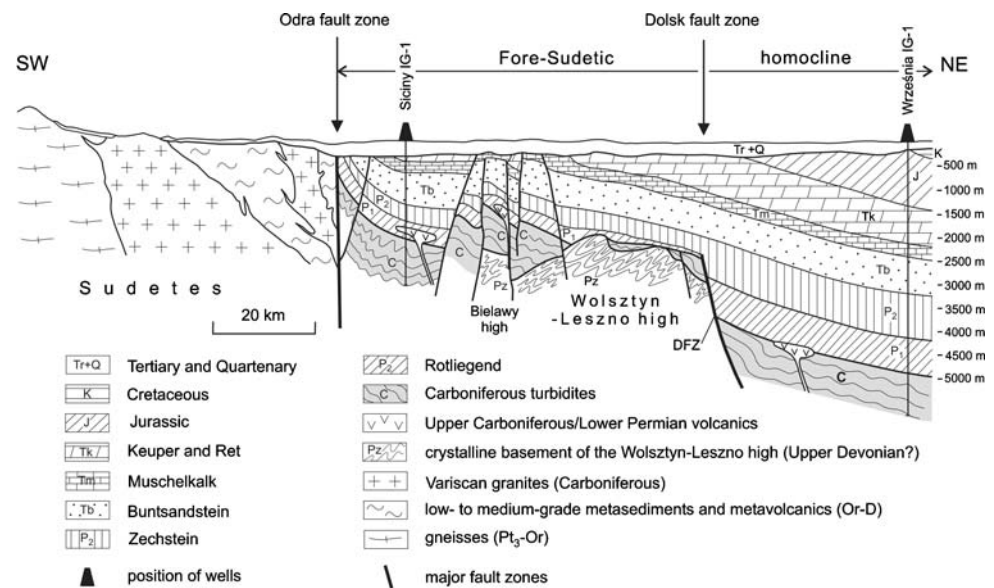 Odra fault zone
Dolsk fault zone
SW
Siciny IG-1
Fore-Sudetic
homocline
Września IG-1
NE
Tr +Q
K
500 m
J
1000 m
Tb
P2
P1
Tk
1500 m
Tm
2000 m
C
C
C
P1
Tb
2500 m
C
Pz
Pz
Pz
3000 m
Sudetes
Bielawy
high
Wolsztyn
-Leszno high
P2
3500 m
20 km
DFZ
4000 m
P1
4500 m
C
5000 m
Tr+Q Tertiary and Quartenary
K Cretaceous
J Jurassic
Tk Keuper and Ret
Tm Muschelkalk
Tb Buntsandstein
P2 Zechstein
position of wells
P2 Rotliegend
C Carboniferous turbidites
Upper Carboniferous/Lower Permian volcanics
Pz crystalline basement of the Wolsztyn-Leszno high (Upper Devonian?)
Variscan granites (Carboniferous)
low- to medium-grade metasediments and metavolcanics (Or-D)
gneisses (Pt3-Or)
major fault zones